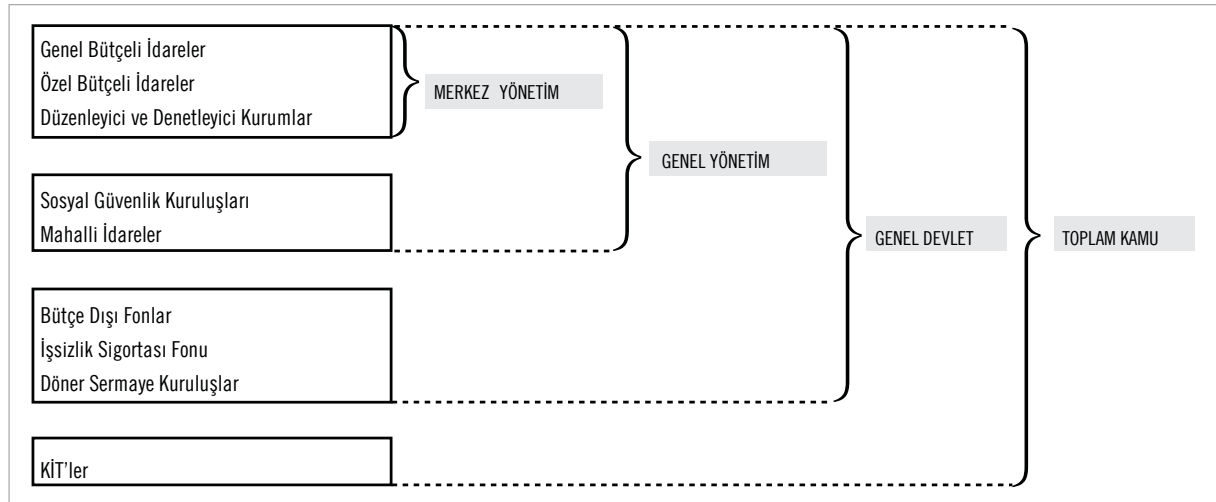 Genel Bütçeli İdareler
Özel Bütçeli İdareler
Düzenleyici ve Denetleyici Kurumlar
MERKEZ YÖNETİM
GENEL YÖNETİM
Sosyal Güvenlik Kuruluşları
Mahalli İdareler
GENEL DEVLET
TOPLAM KAMU
Bütçe Dışı Fonlar
İşsizlik Sigortası Fonu
Döner Sermaye Kuruluşlar
KİT’ler